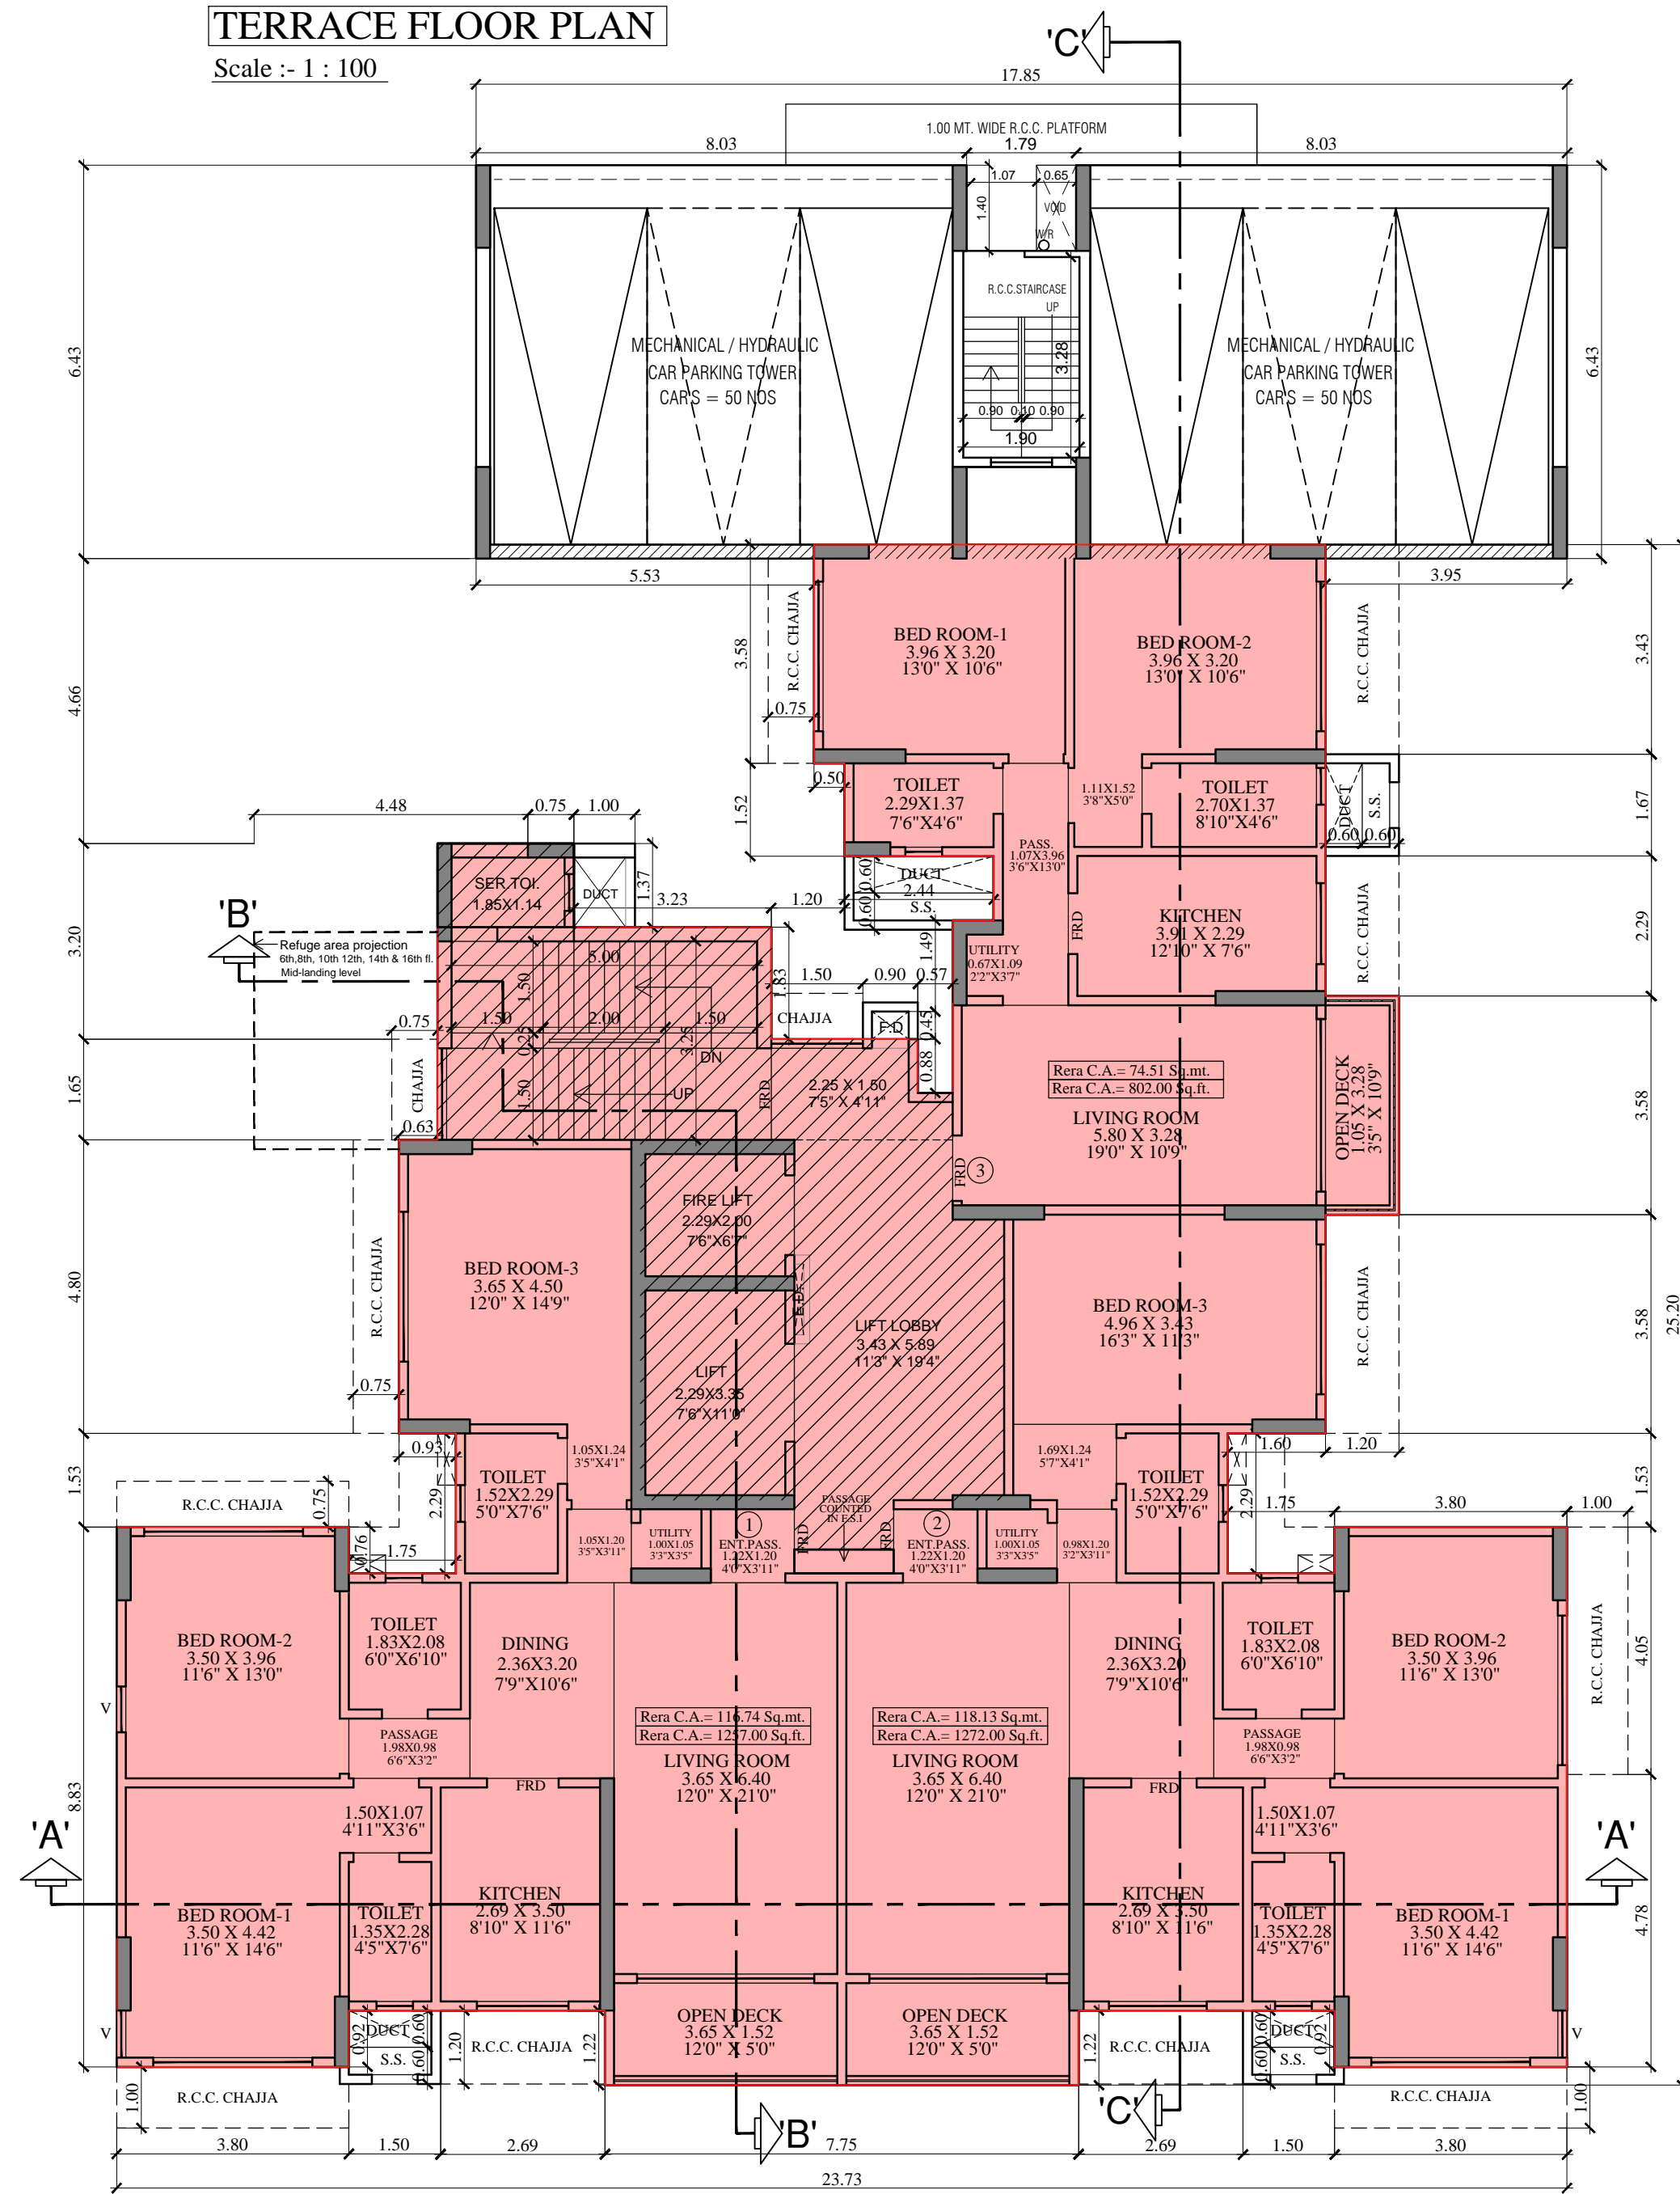 TERRACE FLOOR PLAN
Scale :- 1 : 100
'C'
17.85
1.00 MT. WIDE R.C.C. PLATFORM
8.03
1.79
8.03
1.07
0.65
1.40
VOID
W/R
6.43
6.43
R.C.C.STAIRCASE
UP
3.28
MECHANICAL / HYDRAULIC
CAR PARKING TOWER
CAR'S = 50 NOS
MECHANICAL / HYDRAULIC
CAR PARKING TOWER
CAR'S = 50 NOS
0.90
0.10
0.90
1.90
5.53
3.95
R.C.C. CHAJJA
3.58
0.75
BED ROOM-1
3.96 X 3.20
13'0" X 10'6"
BED ROOM-2
3.96 X 3.20
13'0" X 10'6"
R.C.C. CHAJJA
3.43
4.66
0.50
1.52
TOILET
2.29X1.37
7'6"X4'6"
1.11X1.52
3'8"X5'0"
TOILET
2.70X1.37
8'10"X4'6"
DUCT
S.S.
0.60
0.60
1.67
4.48
0.75
1.00
PASS.
1.07X3.96
3'6"X13'0"
DUCT
2.44
S.S.
0.60
0.60
SER.TOI.
1.85X1.14
DUCT
1.37
3.23
1.20
KITCHEN
3.91 X 2.29
12'10" X 7'6"
FRD
R.C.C. CHAJJA
2.29
'B'
Refuge area projection
6th,8th, 10th 12th, 14th & 16th fl.
Mid-landing level
3.20
5.00
1.50
1.83
1.50
0.90
0.57
1.49
UTILITY
0.67X1.09
2'2"X3'7"
CHAJJA
F.D
0.45
0.88
0.75
1.50
2.00
1.50
0.25
3.25
DN
UP
1.50
FRD
2.25 X 1.50
7'5" X 4'11"
CHAJJA
0.63
1.65
Rera C.A.= 74.51 Sq.mt.
Rera C.A.= 802.00 Sq.ft.
LIVING ROOM
5.80 X 3.28
19'0" X 10'9"
OPEN DECK
1.05 X 3.28
3'5" X 10'9"
3.58
FRD
3
FIRE LIFT
2.29X2.00
7'6"X6'7"
R.C.C. CHAJJA
BED ROOM-3
3.65 X 4.50
12'0" X 14'9"
4.80
LIFT LOBBY
3.43 X 5.89
11'3" X 19'4"
LIFT
2.29X3.35
7'6"X11'0"
BED ROOM-3
4.96 X 3.43
16'3" X 11'3"
R.C.C. CHAJJA
3.58
25.20
0.75
0.93
1.05X1.24
3'5"X4'1"
1.69X1.24
5'7"X4'1"
1.60
1.20
1.53
TOILET
1.52X2.29
5'0"X7'6"
2.29
TOILET
1.52X2.29
5'0"X7'6"
2.29
1.53
R.C.C. CHAJJA
0.75
PASSAGE
COUNTED
IN F.S.I
1.75
3.80
1.00
0.76
1.75
1.05X1.20
3'5"X3'11"
UTILITY
1.00X1.05
3'3"X3'5"
1
ENT.PASS.
1.22X1.20
4'0"X3'11"
FRD
FRD
2
ENT.PASS.
1.22X1.20
4'0"X3'11"
UTILITY
1.00X1.05
3'3"X3'5"
0.98X1.20
3'2"X3'11"
BED ROOM-2
3.50 X 3.96
11'6" X 13'0"
TOILET
1.83X2.08
6'0"X6'10"
DINING
2.36X3.20
7'9"X10'6"
DINING
2.36X3.20
7'9"X10'6"
TOILET
1.83X2.08
6'0"X6'10"
BED ROOM-2
3.50 X 3.96
11'6" X 13'0"
R.C.C. CHAJJA
4.05
V
PASSAGE
1.98X0.98
6'6"X3'2"
Rera C.A.= 116.74 Sq.mt.
Rera C.A.= 1257.00 Sq.ft.
LIVING ROOM
3.65 X 6.40
12'0" X 21'0"
Rera C.A.= 118.13 Sq.mt.
Rera C.A.= 1272.00 Sq.ft.
LIVING ROOM
3.65 X 6.40
12'0" X 21'0"
PASSAGE
1.98X0.98
6'6"X3'2"
8.83
FRD
FRD
1.50X1.07
4'11"X3'6"
1.50X1.07
4'11"X3'6"
'A'
'A'
BED ROOM-1
3.50 X 4.42
11'6" X 14'6"
TOILET
1.35X2.28
4'5"X7'6"
KITCHEN
2.69 X 3.50
8'10" X 11'6"
KITCHEN
2.69 X 3.50
8'10" X 11'6"
TOILET
1.35X2.28
4'5"X7'6"
BED ROOM-1
3.50 X 4.42
11'6" X 14'6"
4.78
V
0.92
DUCT
0.60
S.S.
0.60
1.20
R.C.C. CHAJJA
1.22
OPEN DECK
3.65 X 1.52
12'0" X 5'0"
OPEN DECK
3.65 X 1.52
12'0" X 5'0"
1.22
R.C.C. CHAJJA
0.60
DUCT
0.92
0.60
S.S.
V
1.00
R.C.C. CHAJJA
'B'
'C'
R.C.C. CHAJJA
1.00
3.80
1.50
2.69
7.75
2.69
1.50
3.80
23.73